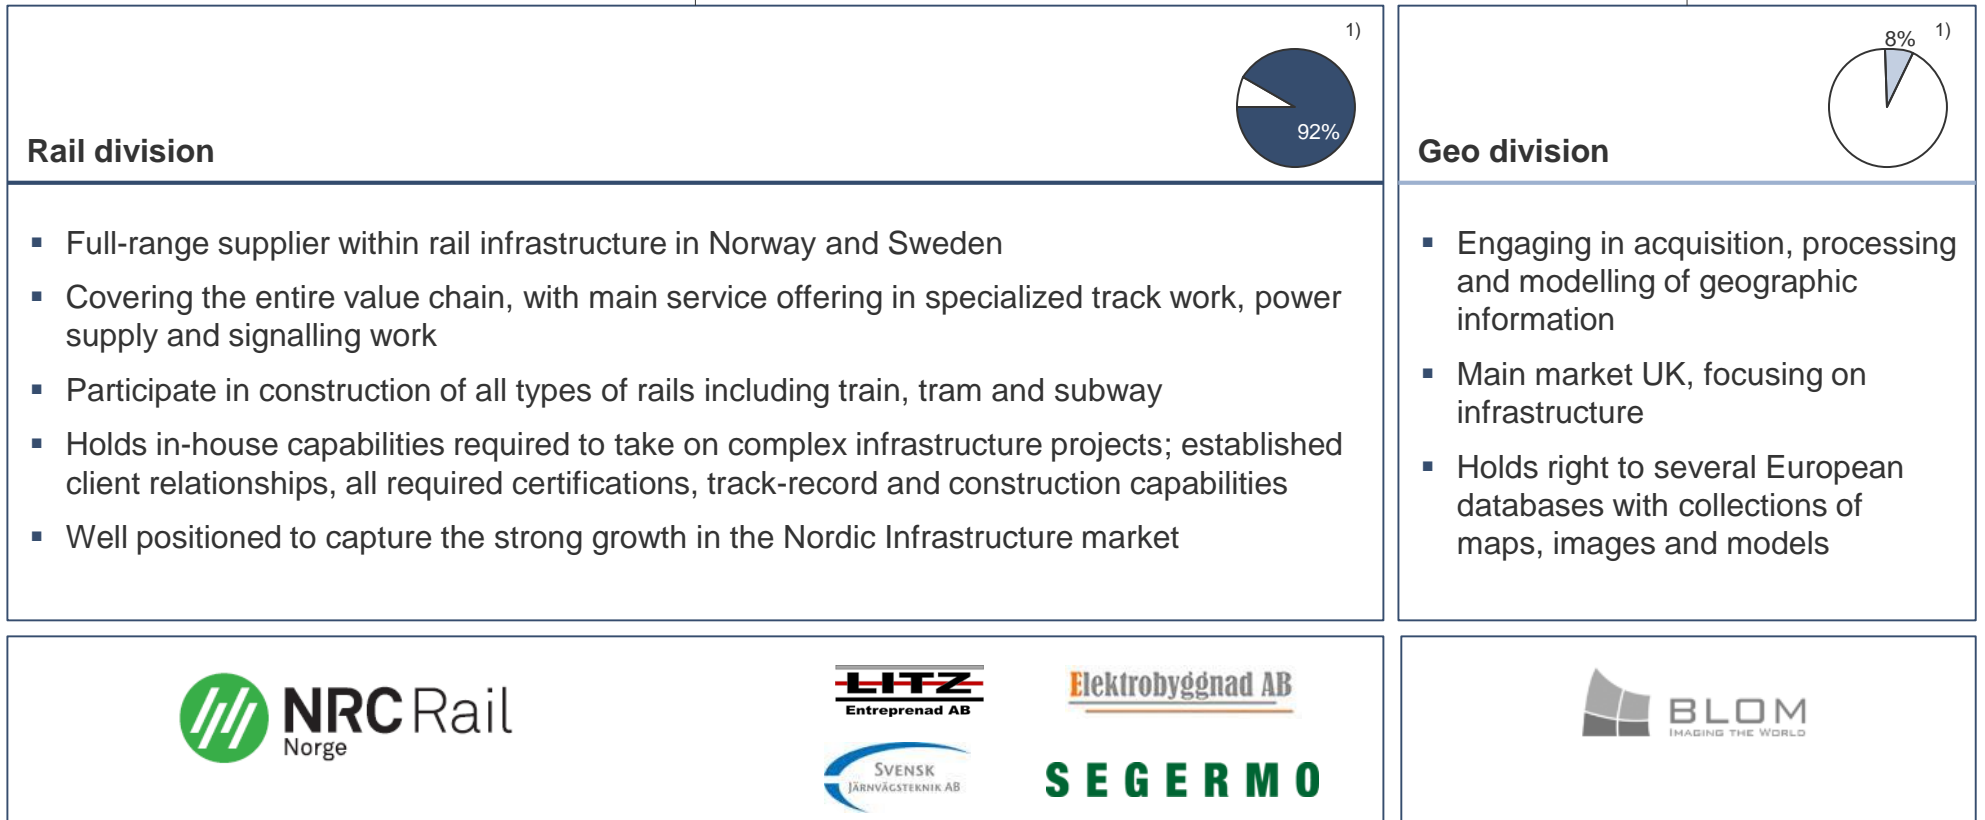 1)
92%
Rail division
▪ Full-range supplier within rail infrastructure in Norway and Sweden
▪ Covering the entire value chain, with main service offering in specialized track work, power
supply and signalling work
▪ Participate in construction of all types of rails including train, tram and subway
▪ Holds in-house capabilities required to take on complex infrastructure projects; established
client relationships, all required certifications, track-record and construction capabilities
▪ Well positioned to capture the strong growth in the Nordic Infrastructure market
8% 1)
Geo division
▪ Engaging in acquisition, processing
and modelling of geographic
information
▪ Main market UK, focusing on
infrastructure
▪ Holds right to several European
databases with collections of
maps, images and models
NRC Rail
Norge
LITZ
Entreprenad AB
Elektrobyggnad AB
SVENSK
JÄRNVÄGSTEKNIK AB
SEGERMO
BLOM
IMAGING THE WORLD